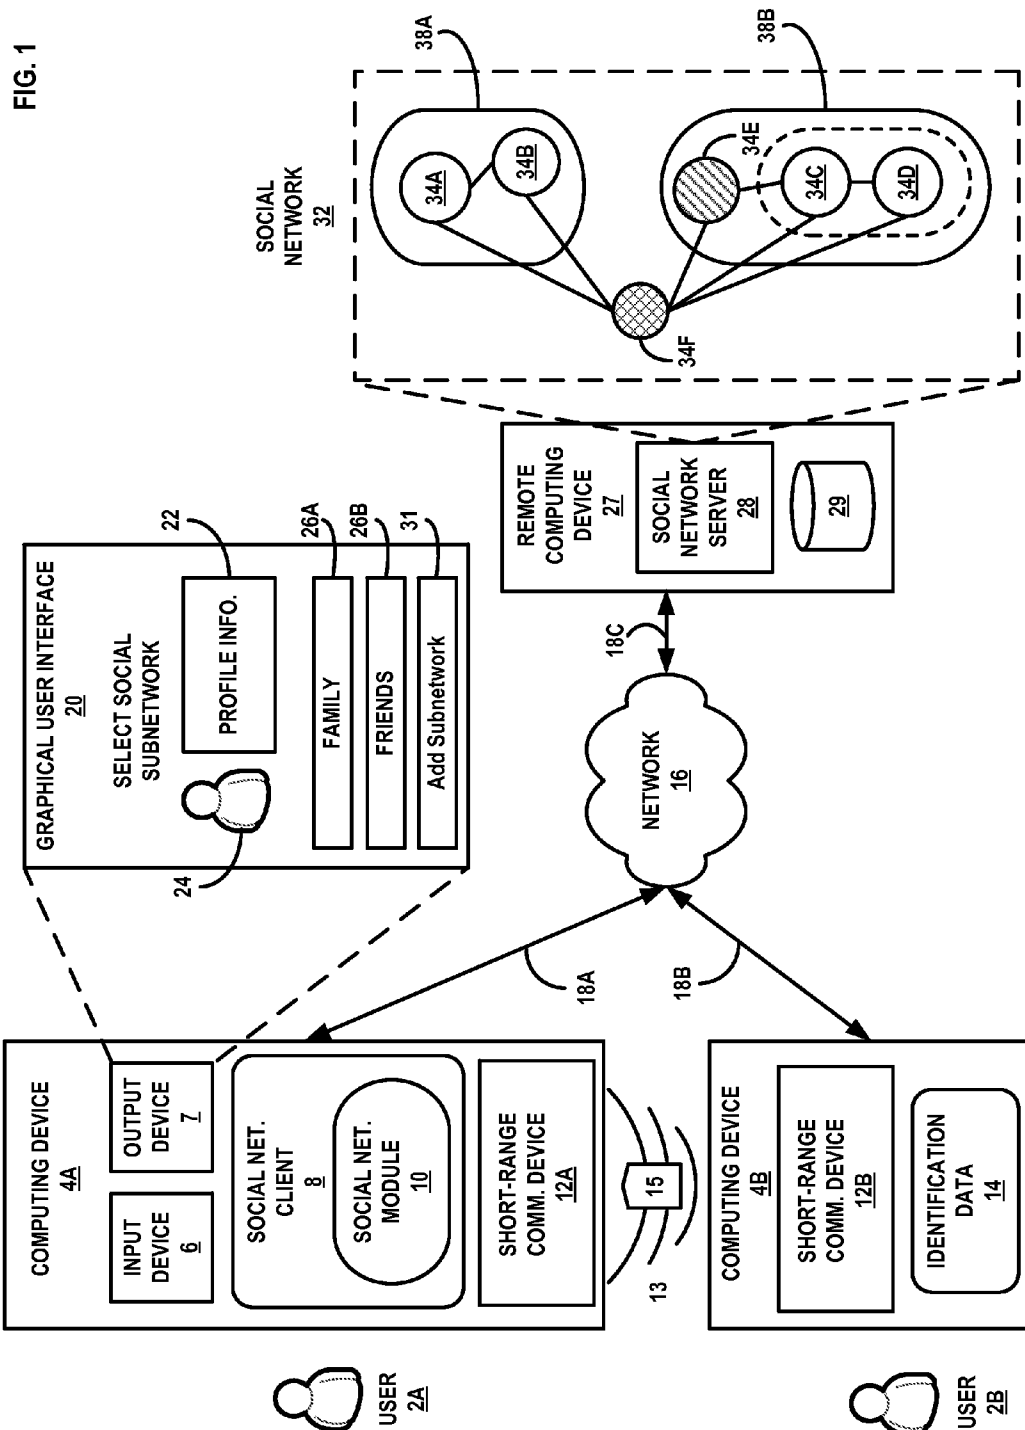 FIG. 1
SOCIAL
NETWORK
32
38A
38B
34A
34B
34E
34C
34D
34F
GRAPHICAL USER INTERFACE
20
SELECT SOCIAL
SUBNETWORK
PROFILE INFO.
22
24
FAMILY
26A
FRIENDS
26B
Add Subnetwork
31
REMOTE
COMPUTING
DEVICE
27
SOCIAL
NETWORK
SERVER
28
29
18C
NETWORK
16
18A
18B
COMPUTING DEVICE
4A
INPUT
DEVICE
6
OUTPUT
DEVICE
7
SOCIAL NET.
CLIENT
8
SOCIAL NET.
MODULE
10
SHORT-RANGE
COMM. DEVICE
12A
15
13
COMPUTING DEVICE
4B
SHORT-RANGE
COMM. DEVICE
12B
IDENTIFICATION
DATA
14
USER
2A
USER
2B